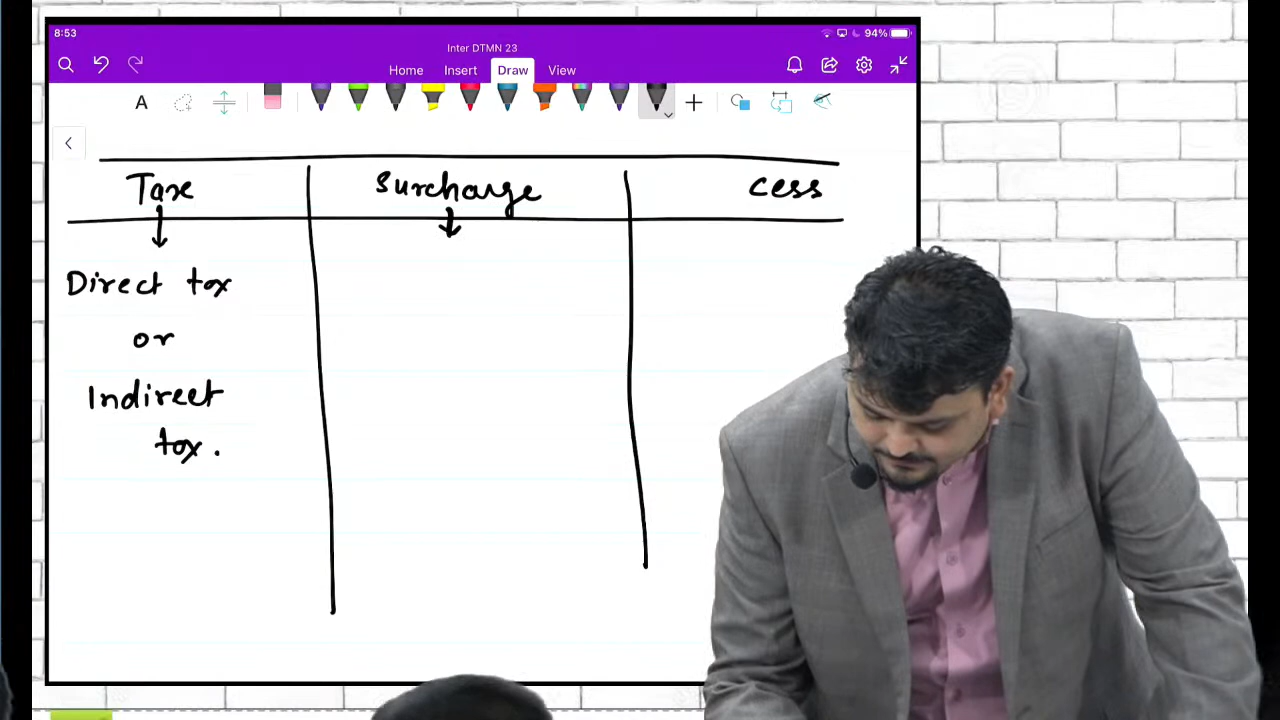 8:53
94%
Inter DTMN 23
Home Insert Draw View
A
Tax Surcharge cess
Direct tax
or
Indirect
tax.